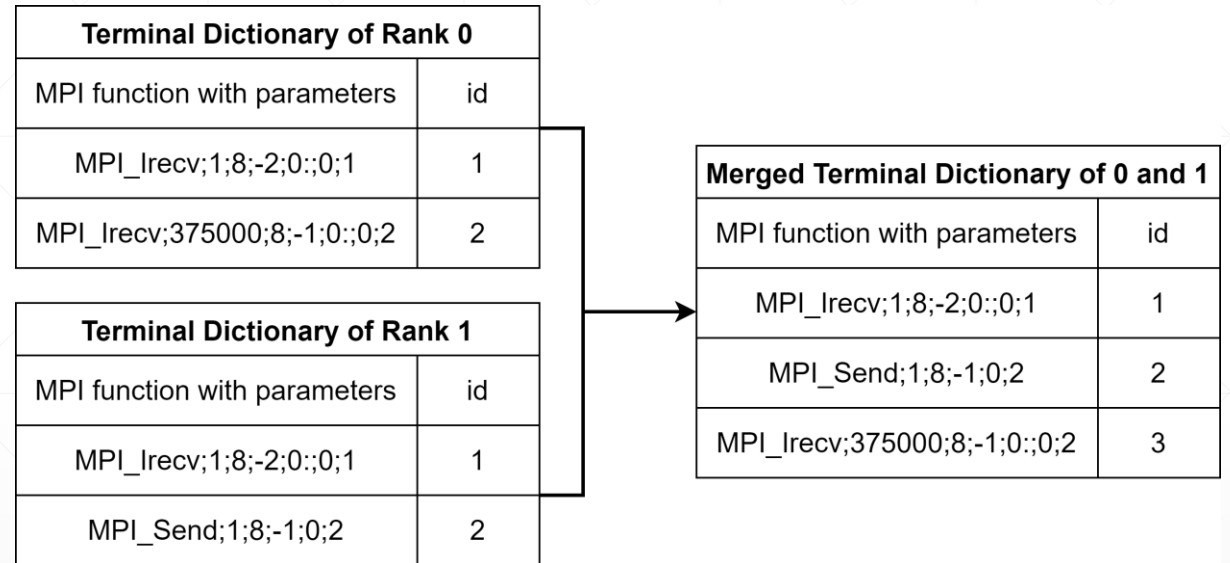 Terminal Dictionary of Rank 0
MPI function with parameters id
MPI_Irecv;1;8;-2;0:;0;1 1
MPI_Irecv;375000;8;-1;0:;0;2 2
Terminal Dictionary of Rank 1
MPI function with parameters id
MPI_Irecv;1;8;-2;0:;0;1 1
MPI_Send;1;8;-1;0;2 2
Merged Terminal Dictionary of 0 and 1
MPI function with parameters id
MPI_Irecv;1;8;-2;0:;0;1 1
MPI_Send;1;8;-1;0;2 2
MPI_Irecv;375000;8;-1;0:;0;2 3